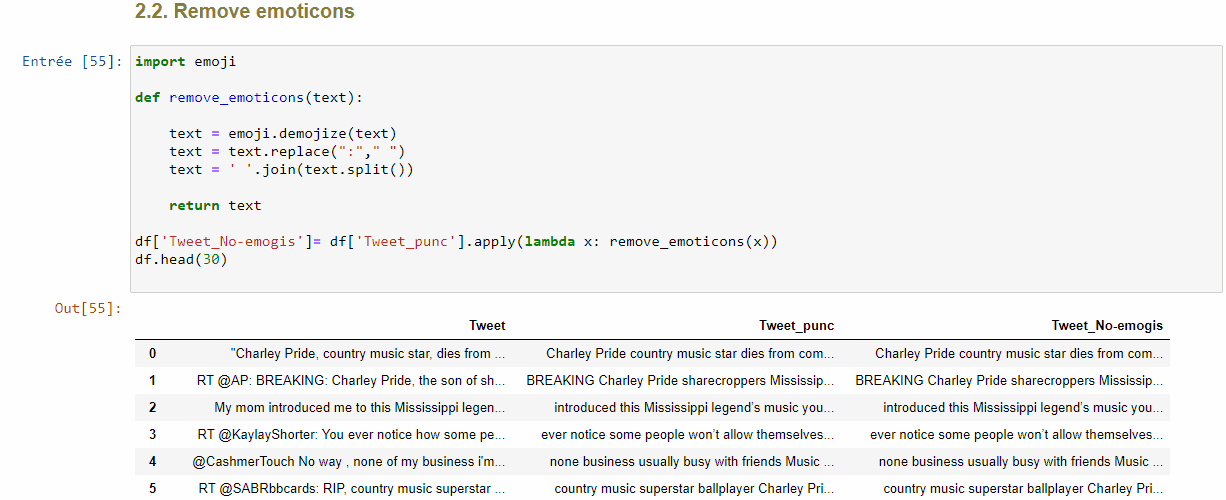 2.2. Remove emoticons
Entrée [55]: import emoji
def remove_emoticons(text):
text = emoji.demojize(text)
text = text.replace(":"," ")
text = ' '.join(text.split())
return text
df['Tweet_No-emogis']= df['Tweet_punc'].apply(lambda x: remove_emoticons(x))
df.head(30)
Out[55]:
Tweet Tweet_punc Tweet_No-emogis
0 "Charley Pride, country music star, dies from ... Charley Pride country music star dies from com... Charley Pride country music star dies from com...
1 RT @AP: BREAKING: Charley Pride, the son of sh... BREAKING Charley Pride sharecroppers Mississip... BREAKING Charley Pride sharecroppers Mississip...
2 My mom introduced me to this Mississippi legen... introduced this Mississippi legend’s music you... introduced this Mississippi legend’s music you...
3 RT @KaylayShorter: You ever notice how some pe... ever notice some people won’t allow themselves... ever notice some people won’t allow themselves...
4 @CashmerTouch No way , none of my business i'm... none business usually busy with friends Music ... none business usually busy with friends Music ...
5 RT @SABRbbcards: RIP, country music superstar ... country music superstar ballplayer Charley Pri... country music superstar ballplayer Charley Pri...